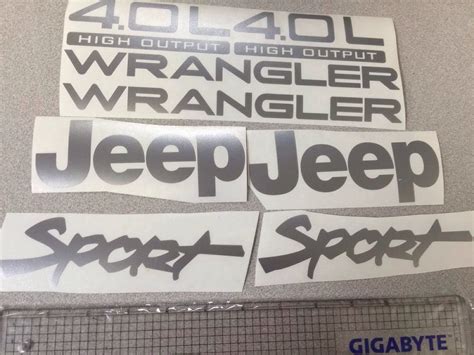 4.0L 4.0L
HIGH OUTPUT HIGH OUTPUT
WRANGLER
WRANGLER
Jeep Jeep
Sport Sport
GIGABYTE